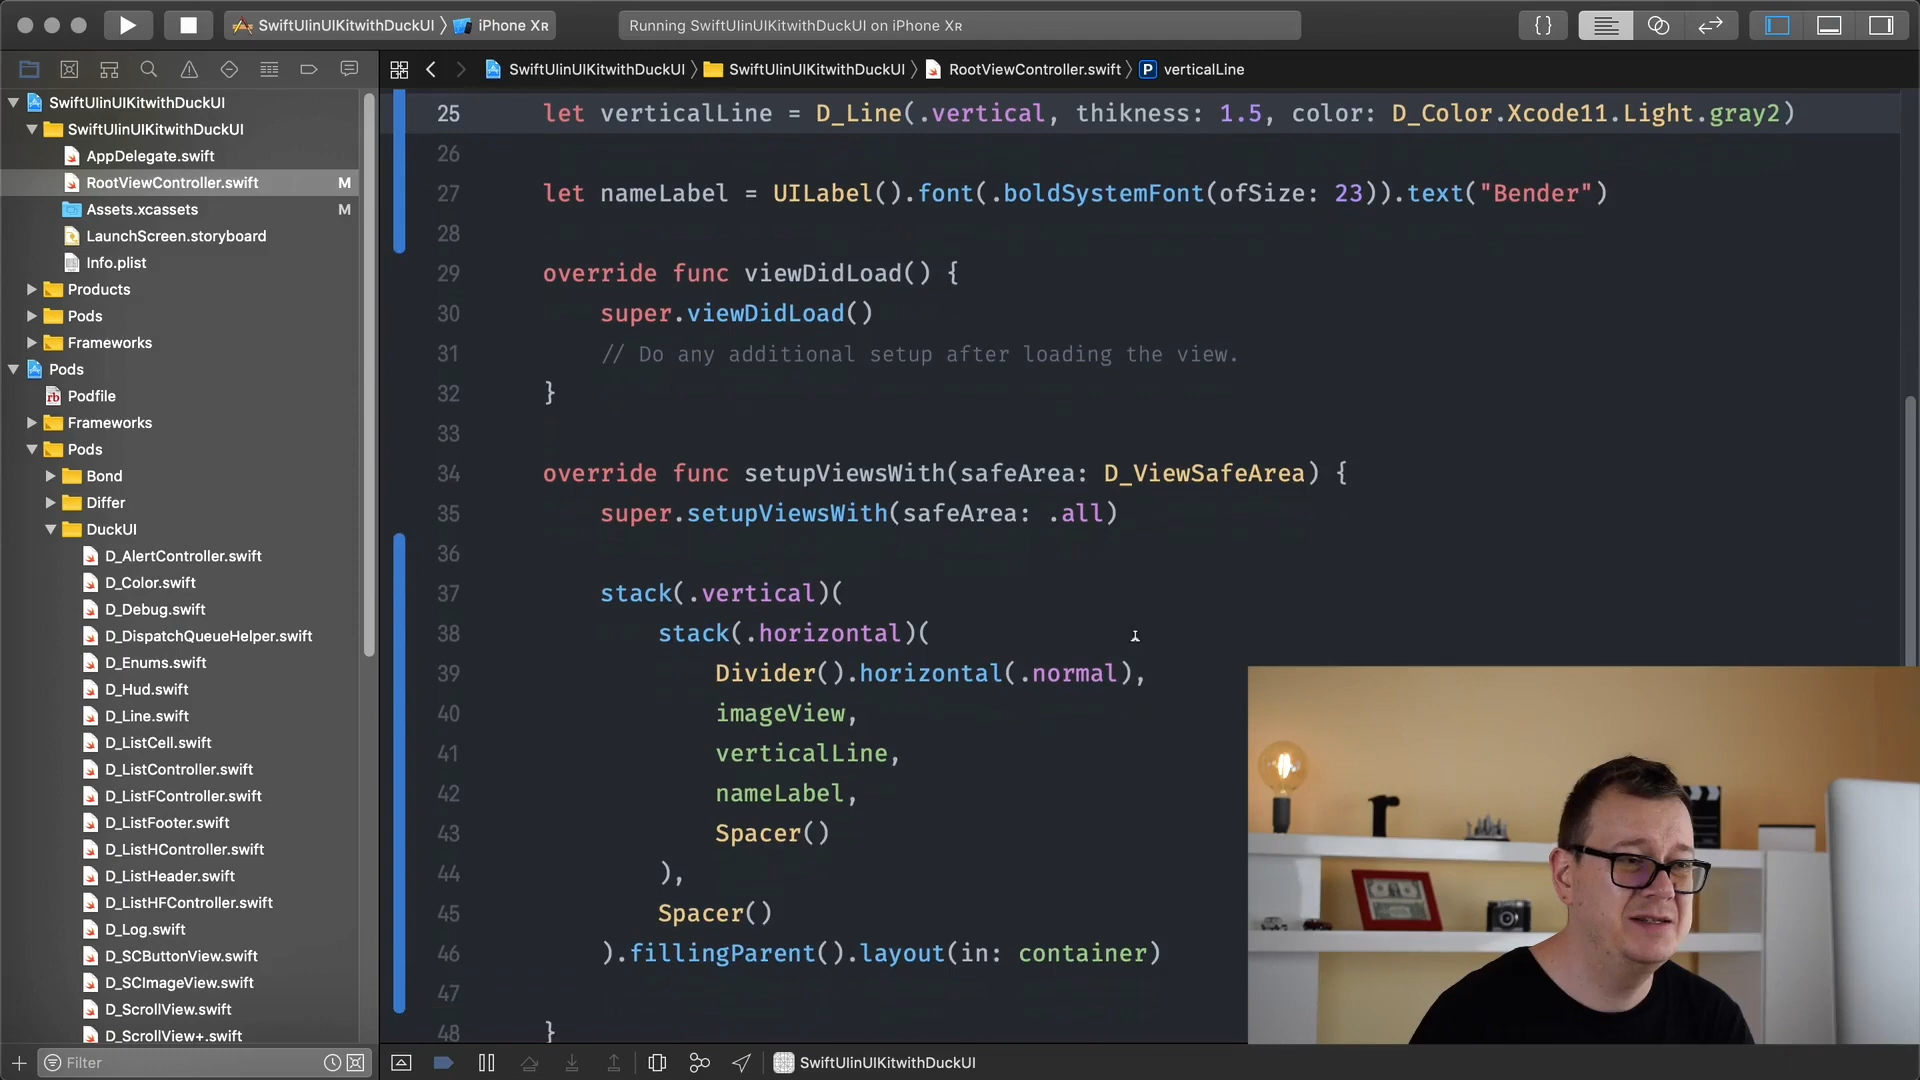 SwiftUIinUIKitwithDuckUI 〉 iPhone Xʀ
Running SwiftUIinUIKitwithDuckUI on iPhone Xʀ
{ }
SwiftUIinUIKitwithDuckUI 〉 SwiftUIinUIKitwithDuckUI 〉 RootViewController.swift 〉 P verticalLine
SwiftUIinUIKitwithDuckUI
SwiftUIinUIKitwithDuckUI
AppDelegate.swift
RootViewController.swift M
Assets.xcassets M
LaunchScreen.storyboard
Info.plist
Products
Pods
Frameworks
Pods
rb Podfile
Frameworks
Pods
Bond
Differ
DuckUI
D_AlertController.swift
D_Color.swift
D_Debug.swift
D_DispatchQueueHelper.swift
D_Enums.swift
D_Hud.swift
D_Line.swift
D_ListCell.swift
D_ListController.swift
D_ListFController.swift
D_ListFooter.swift
D_ListHController.swift
D_ListHeader.swift
D_ListHFController.swift
D_Log.swift
D_SCButtonView.swift
D_SCImageView.swift
D_ScrollView.swift
D_ScrollView+.swift
Filter
25 let verticalLine = D_Line(.vertical, thikness: 1.5, color: D_Color.Xcode11.Light.gray2)
26
27 let nameLabel = UILabel().font(.boldSystemFont(ofSize: 23)).text("Bender")
28
29 override func viewDidLoad() {
30 super.viewDidLoad()
31 // Do any additional setup after loading the view.
32 }
33
34 override func setupViewsWith(safeArea: D_ViewSafeArea) {
35 super.setupViewsWith(safeArea: .all)
36
37 stack(.vertical)(
38 stack(.horizontal)(
39 Divider().horizontal(.normal),
40 imageView,
41 verticalLine,
42 nameLabel,
43 Spacer()
44 ),
45 Spacer()
46 ).fillingParent().layout(in: container)
47
48 }
SwiftUIinUIKitwithDuckUI